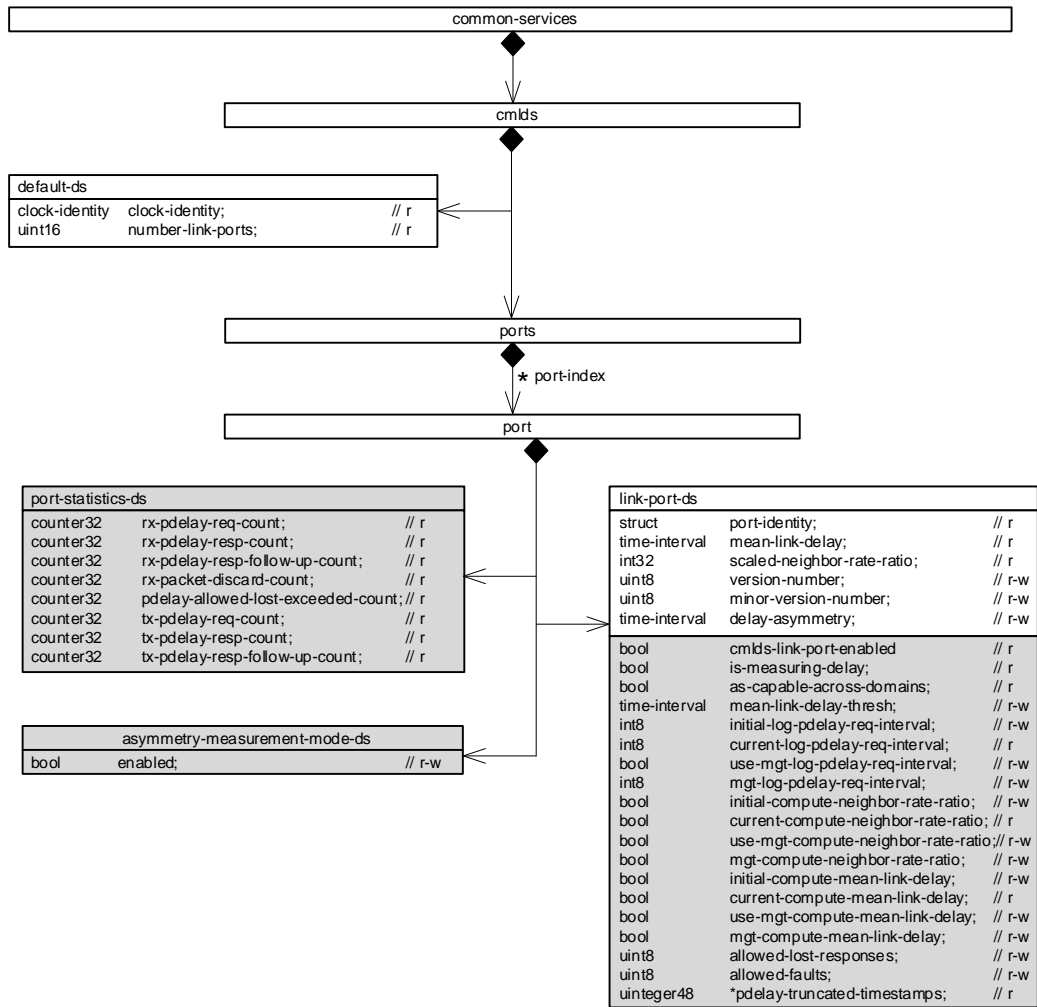 common-services
cmlds
default-ds
clock-identity clock-identity; // r
uint16 number-link-ports; // r
ports
* port-index
port
port-statistics-ds
counter32 rx-pdelay-req-count; // r
counter32 rx-pdelay-resp-count; // r
counter32 rx-pdelay-resp-follow-up-count; // r
counter32 rx-packet-discard-count; // r
counter32 pdelay-allowed-lost-exceeded-count; // r
counter32 tx-pdelay-req-count; // r
counter32 tx-pdelay-resp-count; // r
counter32 tx-pdelay-resp-follow-up-count; // r
asymmetry-measurement-mode-ds
bool enabled; // r-w
link-port-ds
struct port-identity; // r
time-interval mean-link-delay; // r
int32 scaled-neighbor-rate-ratio; // r
uint8 version-number; // r-w
uint8 minor-version-number; // r-w
time-interval delay-asymmetry; // r-w
bool cmlds-link-port-enabled // r
bool is-measuring-delay; // r
bool as-capable-across-domains; // r
time-interval mean-link-delay-thresh; // r-w
int8 initial-log-pdelay-req-interval; // r-w
int8 current-log-pdelay-req-interval; // r
bool use-mgt-log-pdelay-req-interval; // r-w
int8 mgt-log-pdelay-req-interval; // r-w
bool initial-compute-neighbor-rate-ratio; // r-w
bool current-compute-neighbor-rate-ratio; // r
bool use-mgt-compute-neighbor-rate-ratio; // r-w
bool mgt-compute-neighbor-rate-ratio; // r-w
bool initial-compute-mean-link-delay; // r-w
bool current-compute-mean-link-delay; // r
bool use-mgt-compute-mean-link-delay; // r-w
bool mgt-compute-mean-link-delay; // r-w
uint8 allowed-lost-responses; // r-w
uint8 allowed-faults; // r-w
uinteger48 *pdelay-truncated-timestamps; // r